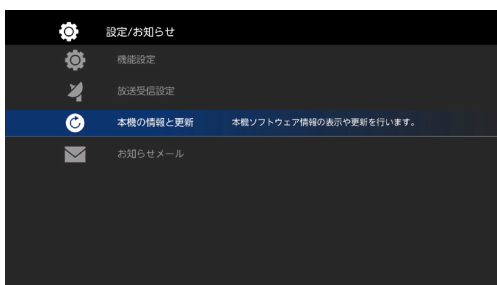 設定/お知らせ
機能設定
放送受信設定
本機の情報と更新 本機ソフトウェア情報の表示や更新を行います。
お知らせメール